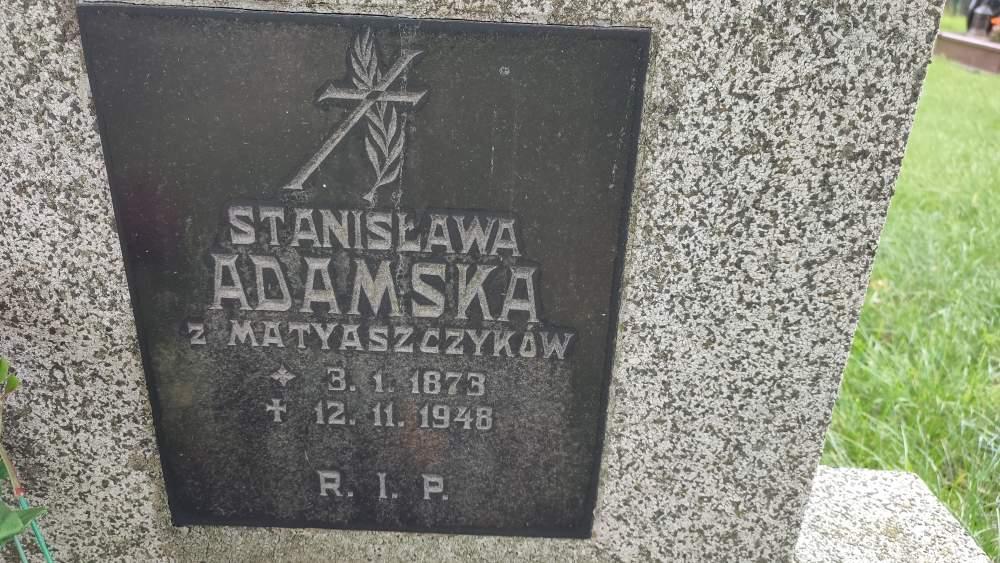 STANISŁAWA
ADAMSKA
Z MATYASZCZYKÓW
3. 1. 1873
12. 11. 1948
R. I. P.